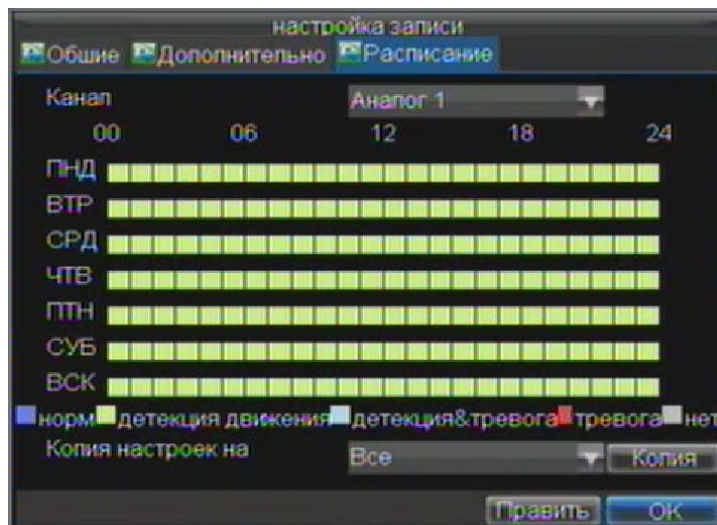 настройка записи
Обшие Дополнительно Расписание
Канал Аналог 1
00 06 12 18 24
ПНД
ВТР
СРД
ЧТВ
ПТН
СУБ
ВСК
норм детекция движения детекция&тревога тревога нет
Копия настроек на Все Копия
Править OK